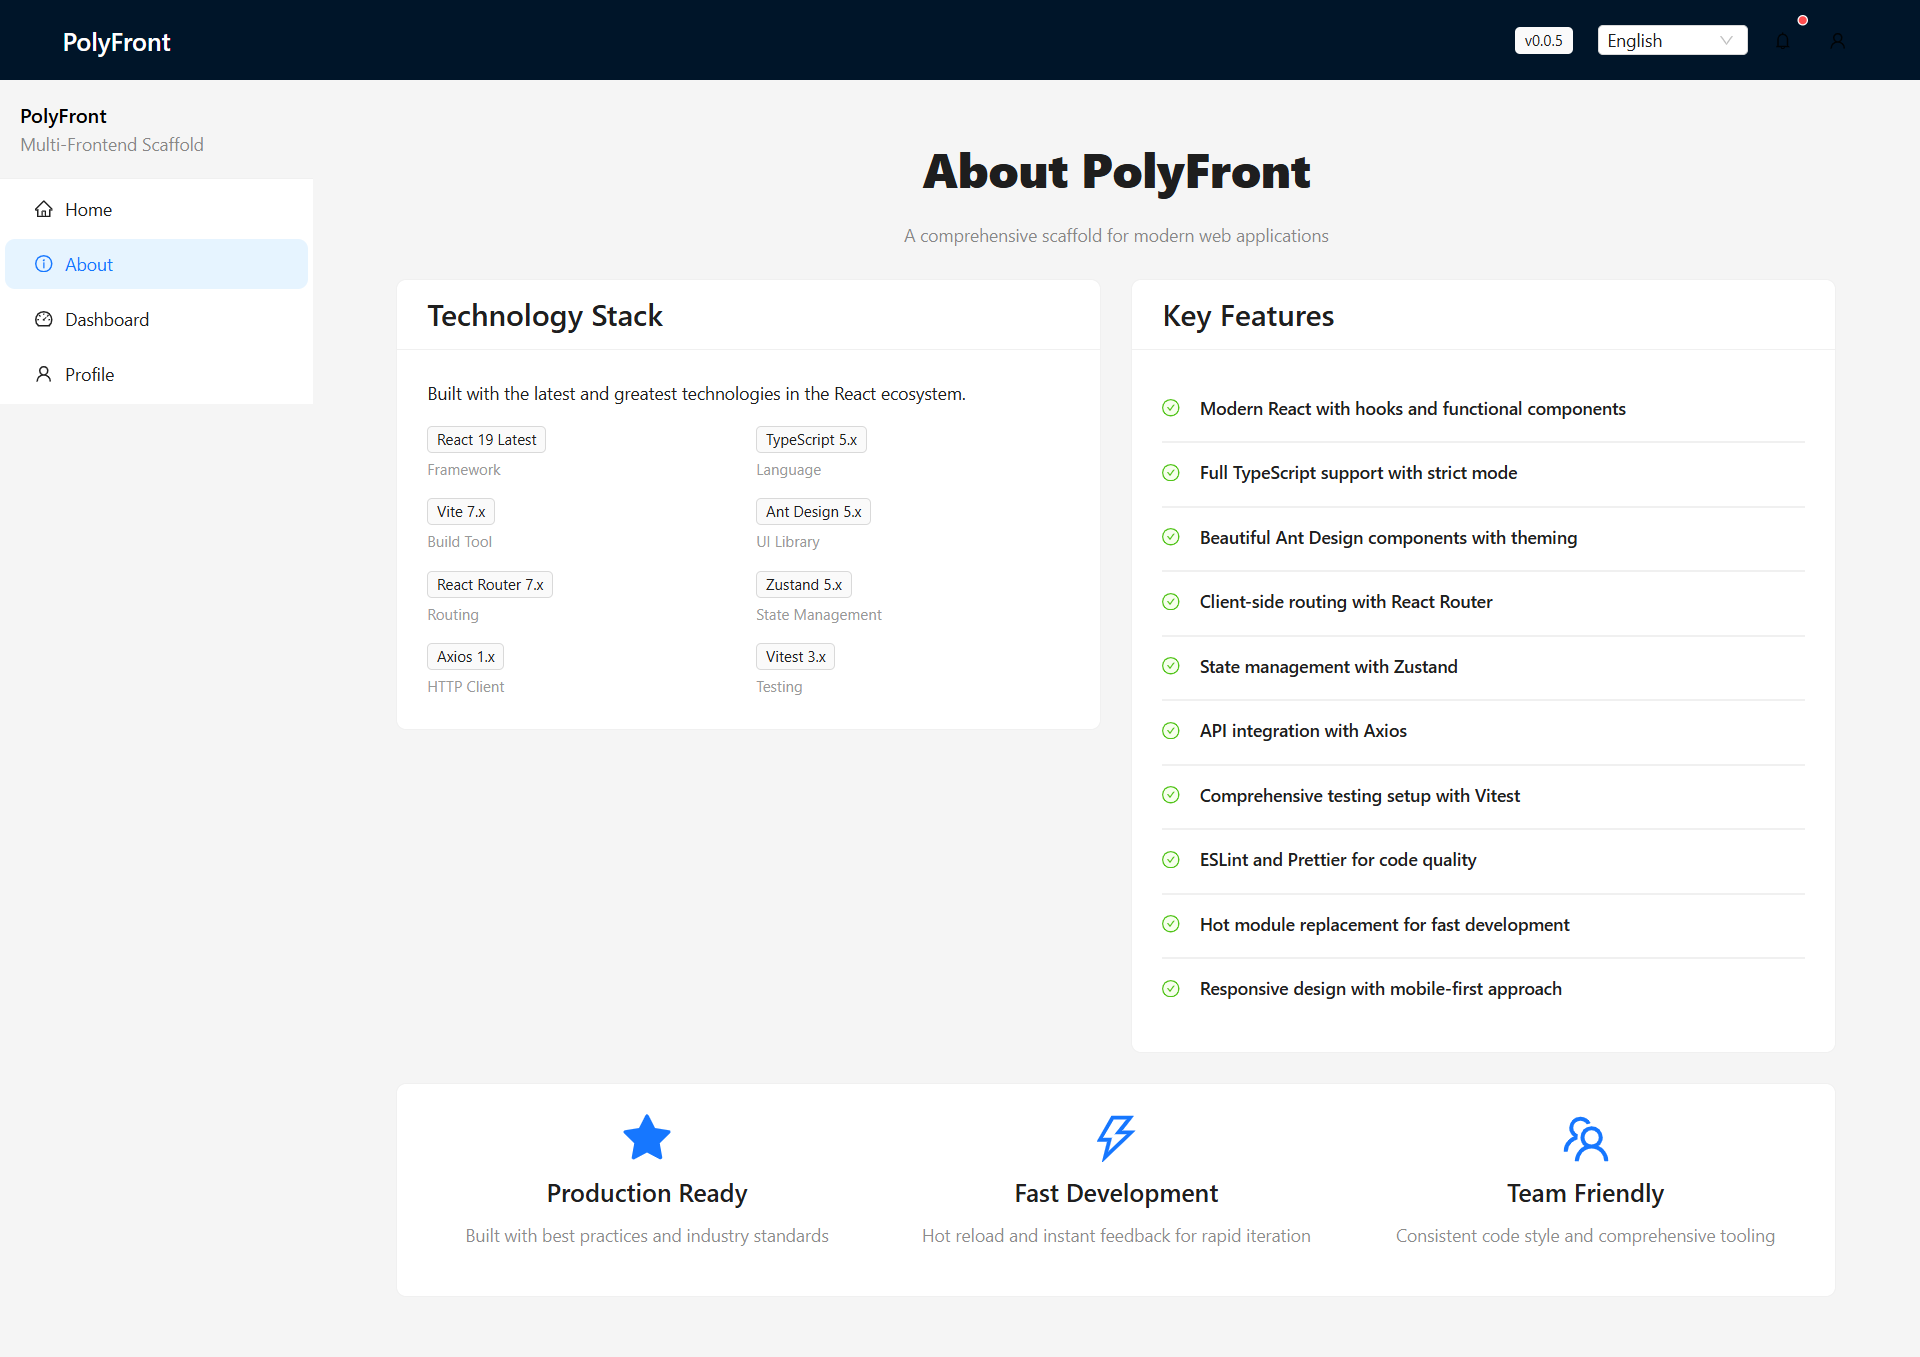 PolyFront
v0.0.5
English
PolyFront
Multi-Frontend Scaffold
Home
About
Dashboard
Profile
About PolyFront
A comprehensive scaffold for modern web applications
Technology Stack
Built with the latest and greatest technologies in the React ecosystem.
React 19 Latest
Framework
TypeScript 5.x
Language
Vite 7.x
Build Tool
Ant Design 5.x
UI Library
React Router 7.x
Routing
Zustand 5.x
State Management
Axios 1.x
HTTP Client
Vitest 3.x
Testing
Key Features
Modern React with hooks and functional components
Full TypeScript support with strict mode
Beautiful Ant Design components with theming
Client-side routing with React Router
State management with Zustand
API integration with Axios
Comprehensive testing setup with Vitest
ESLint and Prettier for code quality
Hot module replacement for fast development
Responsive design with mobile-first approach
Production Ready
Built with best practices and industry standards
Fast Development
Hot reload and instant feedback for rapid iteration
Team Friendly
Consistent code style and comprehensive tooling